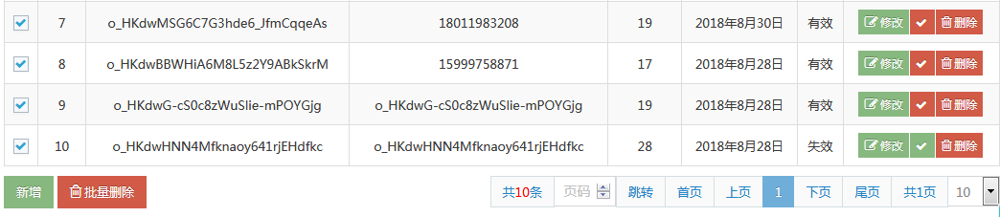 7 o_HKdwMSG6C7G3hde6_JfmCqqeAs 18011983208 19 2018年8月30日 有效 修改 删除
8 o_HKdwBBWHiA6M8L5z2Y9ABkSkrM 15999758871 17 2018年8月28日 有效 修改 删除
9 o_HKdwG-cS0c8zWuSlie-mPOYGjg o_HKdwG-cS0c8zWuSlie-mPOYGjg 19 2018年8月28日 有效 修改 删除
10 o_HKdwHNN4Mfknaoy641rjEHdfkc o_HKdwHNN4Mfknaoy641rjEHdfkc 28 2018年8月28日 失效 修改 删除
新增 批量删除 共10条 页码 跳转 首页 上页 1 下页 尾页 共1页 10